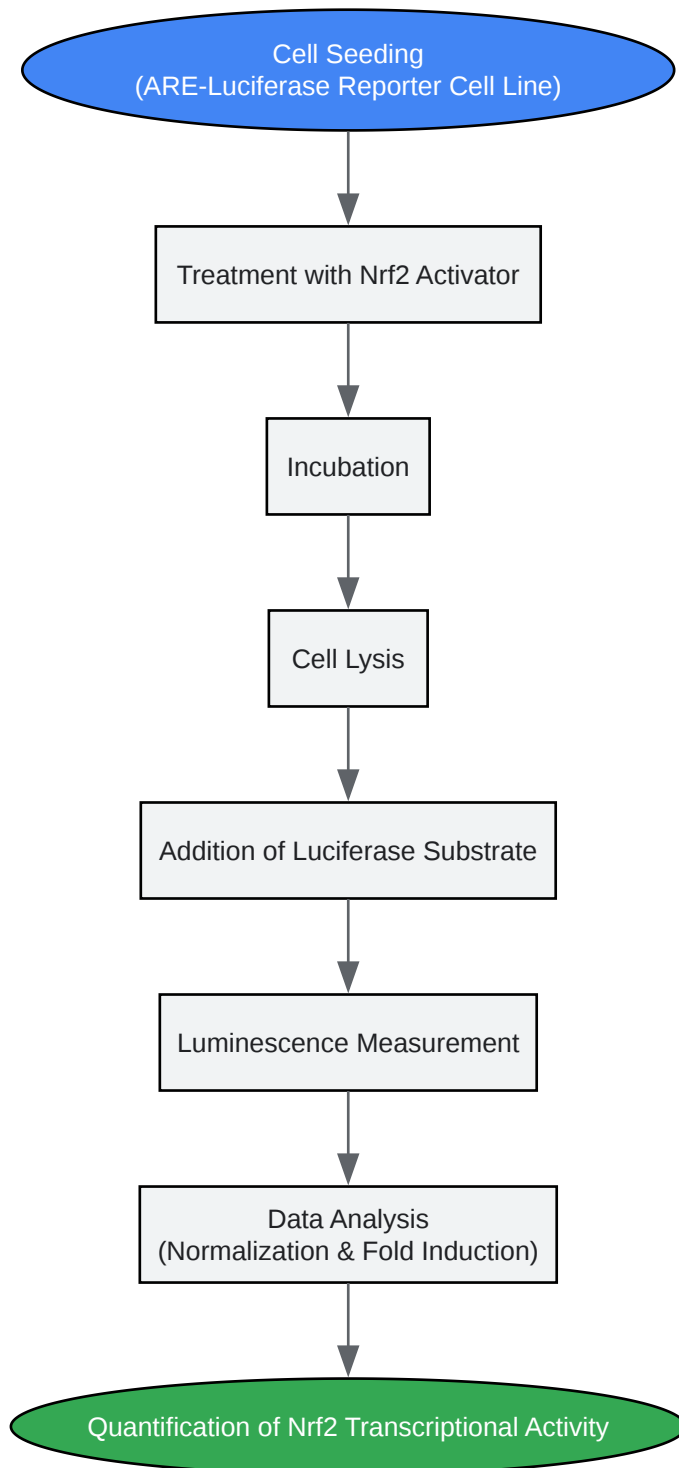 Cell Seeding
(ARE-Luciferase Reporter Cell Line)
Treatment with Nrf2 Activator
Incubation
Cell Lysis
Addition of Luciferase Substrate
Luminescence Measurement
Data Analysis
(Normalization & Fold Induction)
Quantification of Nrf2 Transcriptional Activity